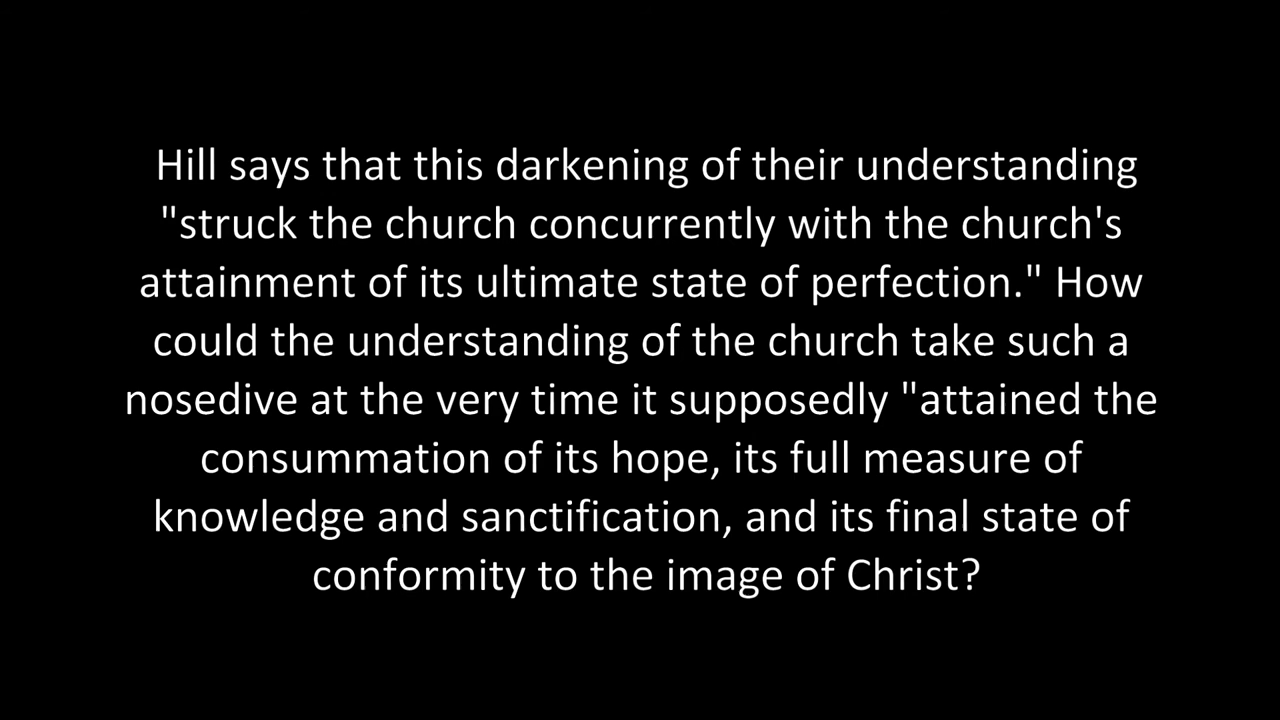 Hill says that this darkening of their understanding
"struck the church concurrently with the church's
attainment of its ultimate state of perfection." How
could the understanding of the church take such a
nosedive at the very time it supposedly "attained the
consummation of its hope, its full measure of
knowledge and sanctification, and its final state of
conformity to the image of Christ?